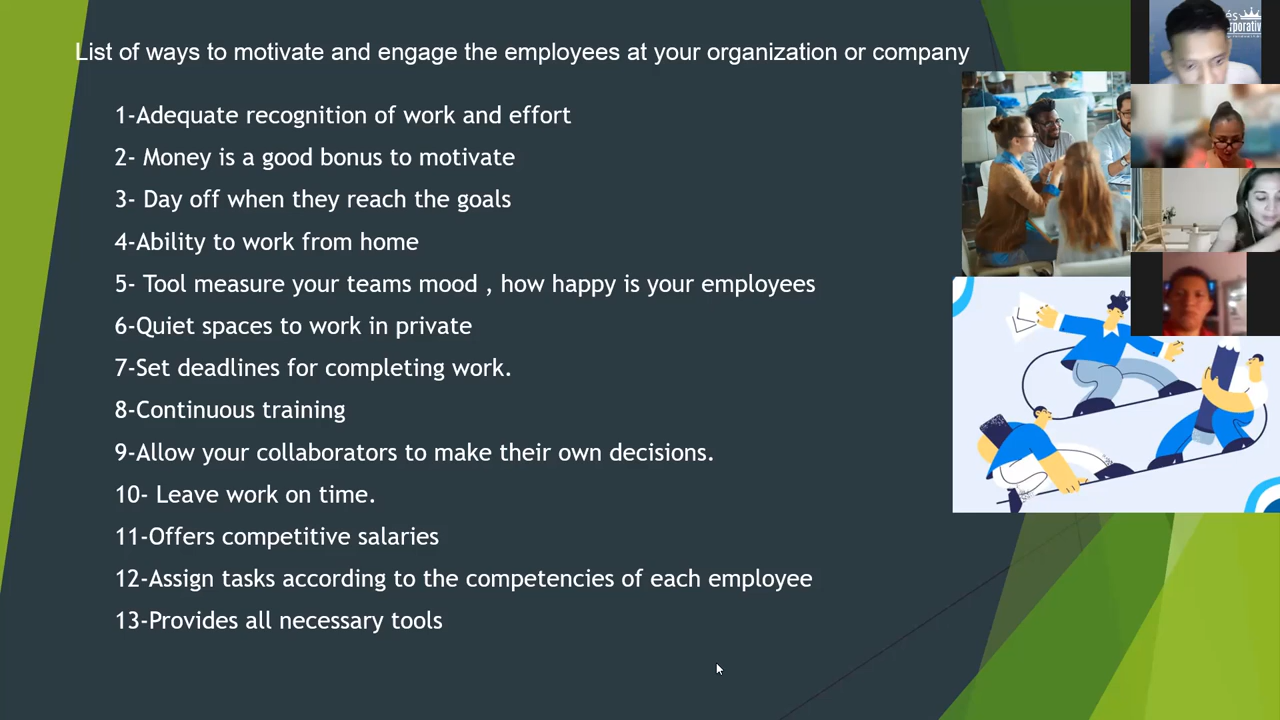 List of ways to motivate and engage the employees at your organization or company
1-Adequate recognition of work and effort
2- Money is a good bonus to motivate
3- Day off when they reach the goals
4-Ability to work from home
5- Tool measure your teams mood , how happy is your employees
6-Quiet spaces to work in private
7-Set deadlines for completing work.
8-Continuous training
9-Allow your collaborators to make their own decisions.
10- Leave work on time.
11-Offers competitive salaries
12-Assign tasks according to the competencies of each employee
13-Provides all necessary tools